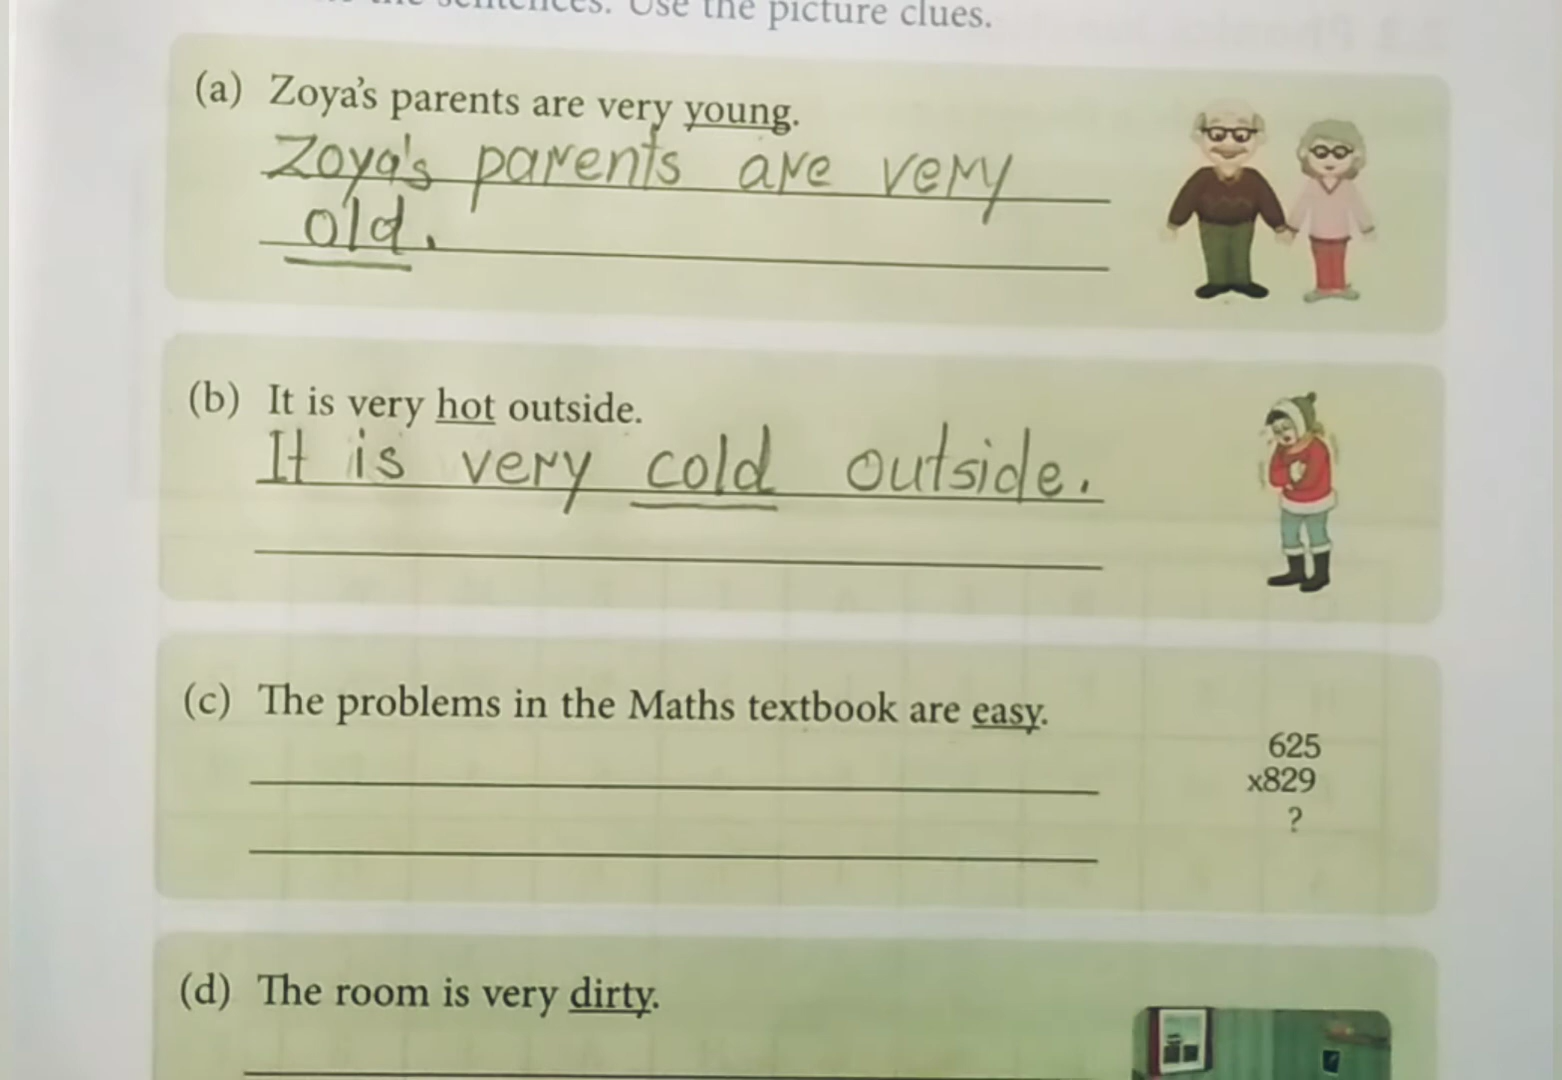 the sentences. Use the picture clues.
(a) Zoya's parents are very young.
Zoya's parents are very
old.
(b) It is very hot outside.
It is very cold outside.
(c) The problems in the Maths textbook are easy.
625
x829
?
(d) The room is very dirty.